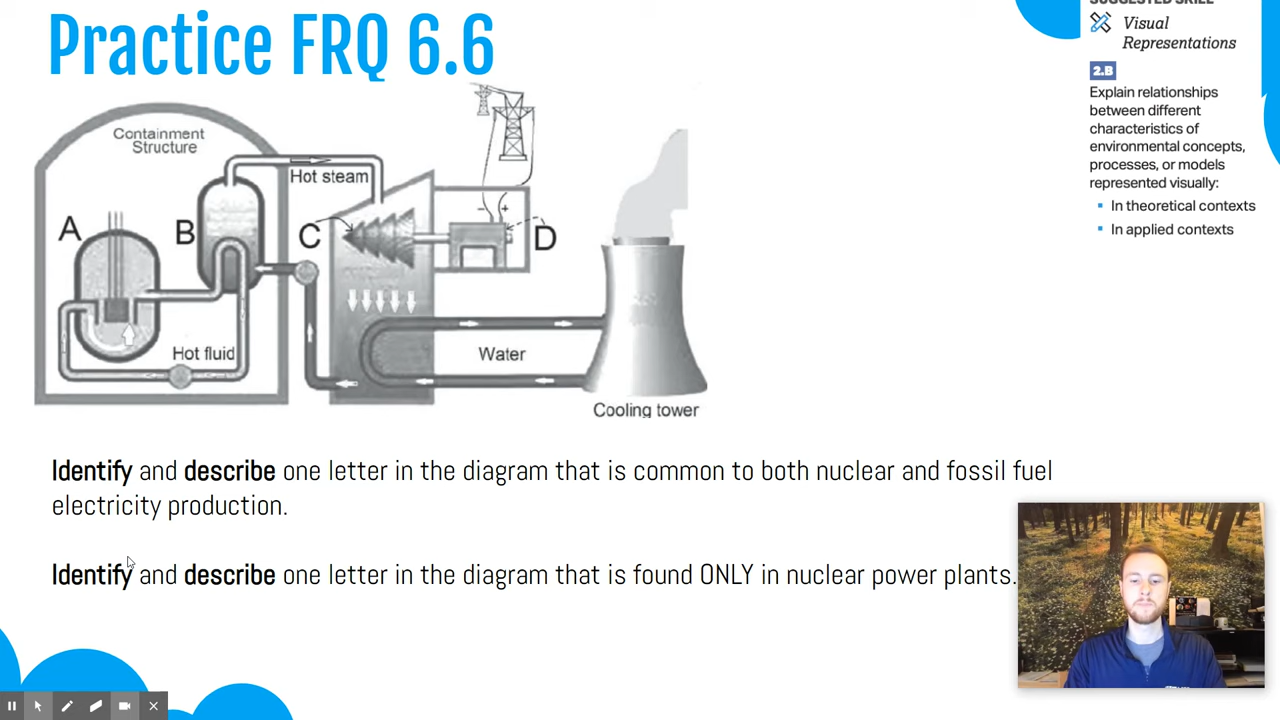 Practice FRQ 6.6
SUGGESTED SKILL
Visual
Representations
2.B
Explain relationships
between different
characteristics of
environmental concepts,
processes, or models
represented visually:
▪ In theoretical contexts
▪ In applied contexts
Containment
Structure
Hot steam
A
B
C
D
- +
Hot fluid
Water
Cooling tower
Identify and describe one letter in the diagram that is common to both nuclear and fossil fuel
electricity production.
Identify and describe one letter in the diagram that is found ONLY in nuclear power plants.